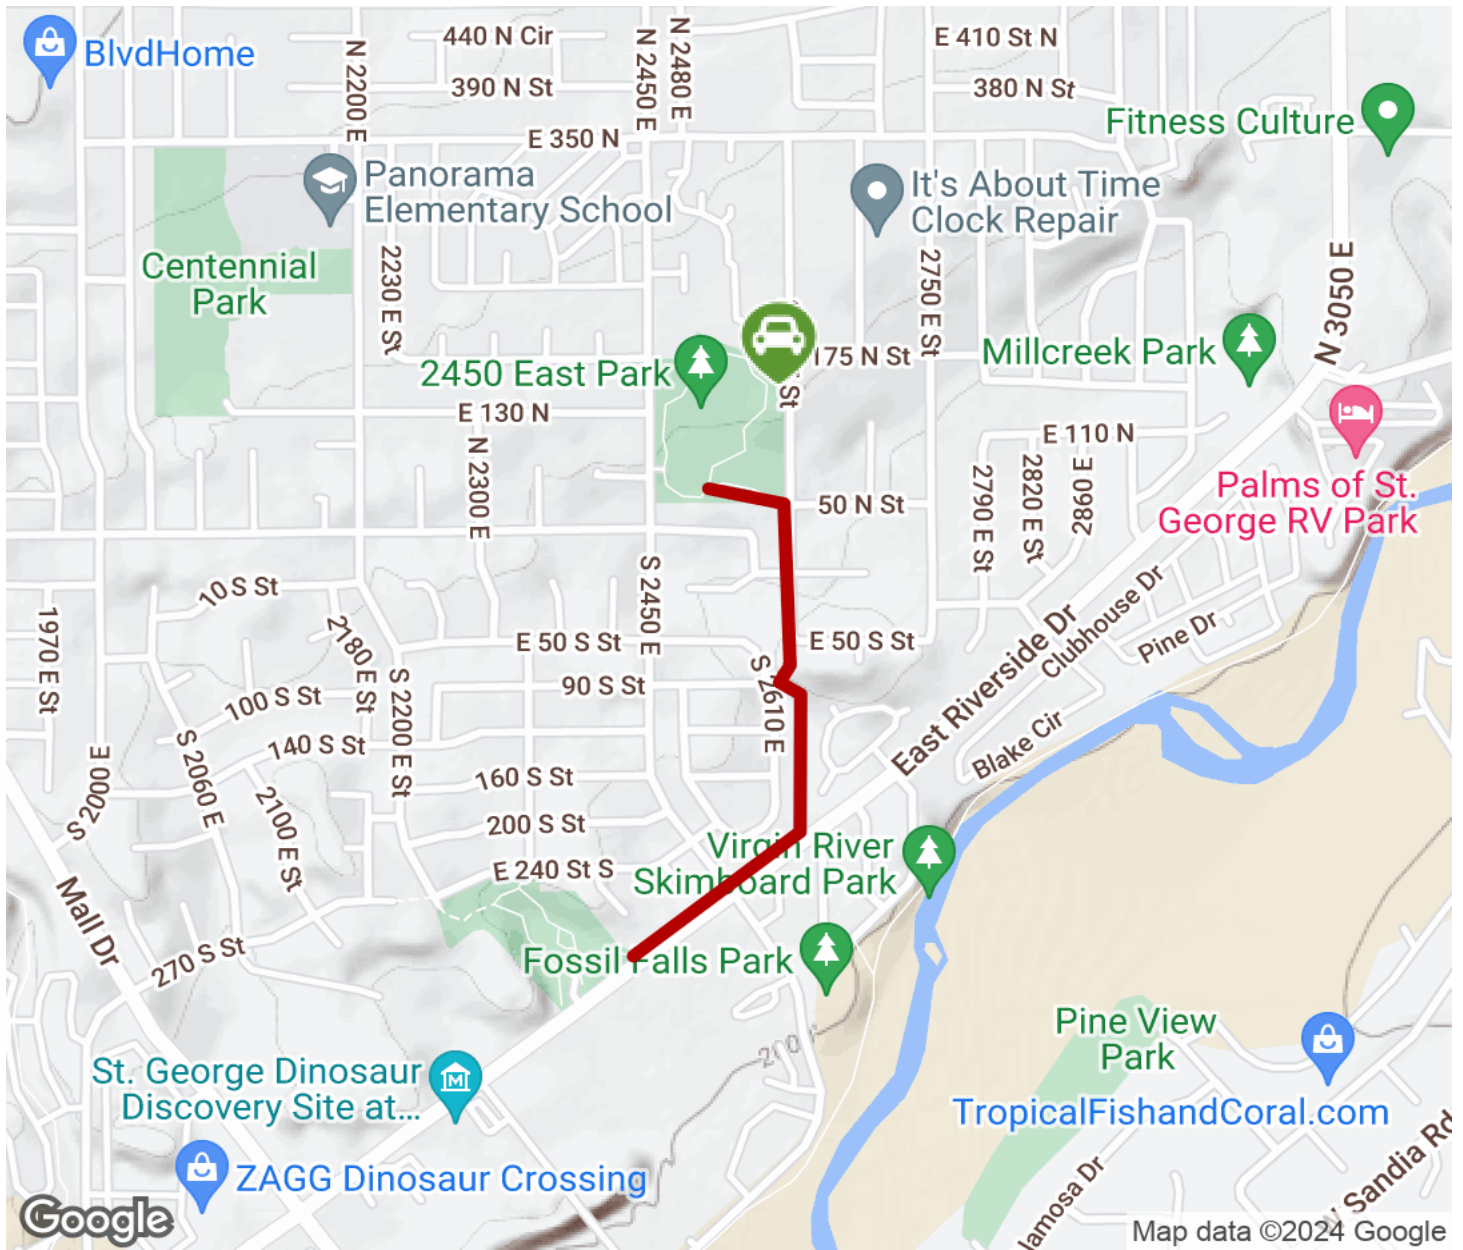 440 N Cir
E 410 St N
BlvdHome
N 2200 E
N 2450 E
N 2480 E
390 N St
380 N St
Fitness Culture
E 350 N
Panorama
Elementary School
It's About Time
Clock Repair
Centennial
Park
2230 E St
2750 E St
N 3050 E
2450 East Park
175 N St
St
Millcreek Park
E 130 N
E 110 N
N 2300 E
2790 E St
2820 E St
2860 E
Palms of St.
George RV Park
50 N St
10 S St
S 2450 E
1970 E St
2180 E St
E 50 S St
E 50 S St
Clubhouse Dr
Pine Dr
S 2200 E St
90 S St
S 2610 E
100 S St
East Riverside Dr
Blake Cir
140 S St
S 2000 E
S 2060 E
160 S St
2100 E St
200 S St
Virgin River
Skimboard Park
E 240 St S
Mall Dr
270 S St
Fossil Falls Park
Pine View
Park
St. George Dinosaur
Discovery Site at...
TropicalFishandCoral.com
ZAGG Dinosaur Crossing
lamosa Dr
Sandia Rd
Google
Map data ©2024 Google